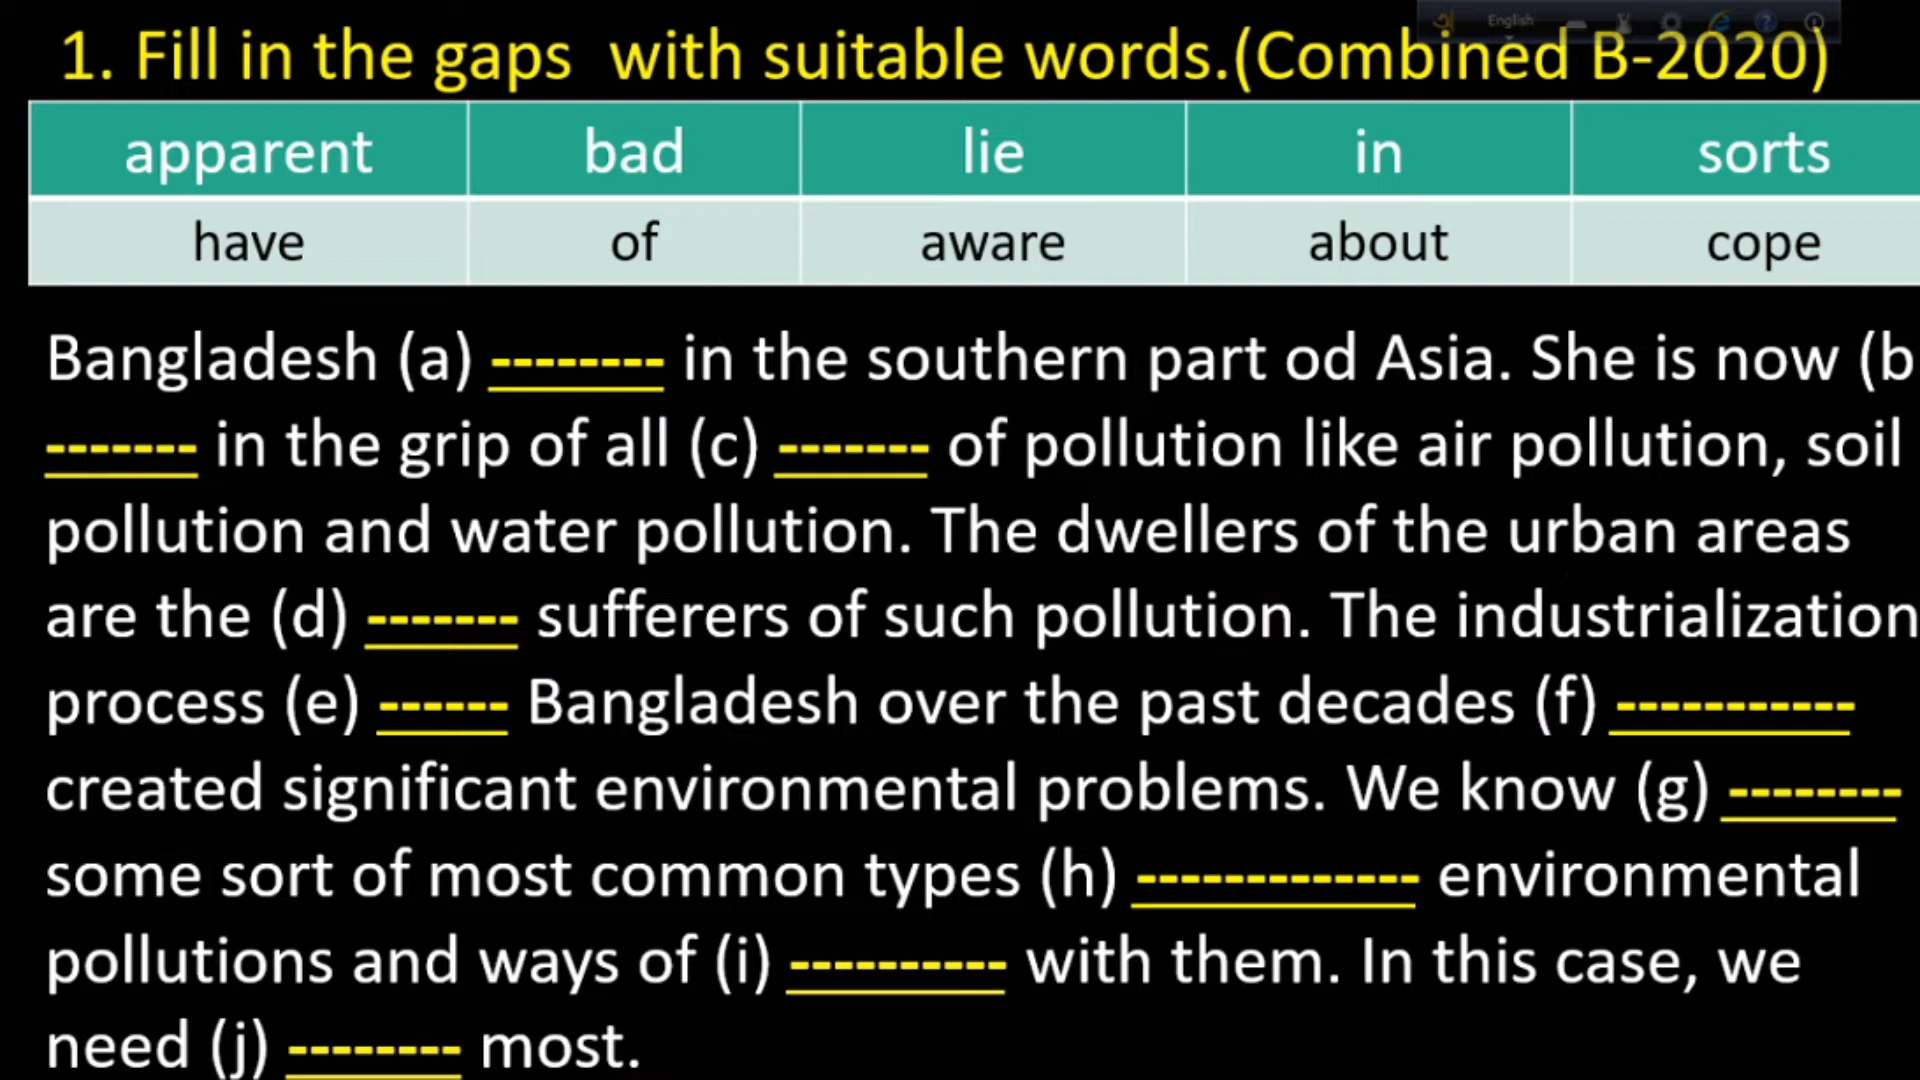 English
1. Fill in the gaps with suitable words.(Combined B-2020)
apparent bad lie in sorts
have of aware about cope
Bangladesh (a) -------- in the southern part od Asia. She is now (b
------- in the grip of all (c) ------- of pollution like air pollution, soil
pollution and water pollution. The dwellers of the urban areas
are the (d) ------- sufferers of such pollution. The industrialization
process (e) ------ Bangladesh over the past decades (f) -----------
created significant environmental problems. We know (g) --------
some sort of most common types (h) ------------- environmental
pollutions and ways of (i) ---------- with them. In this case, we
need (j) -------- most.